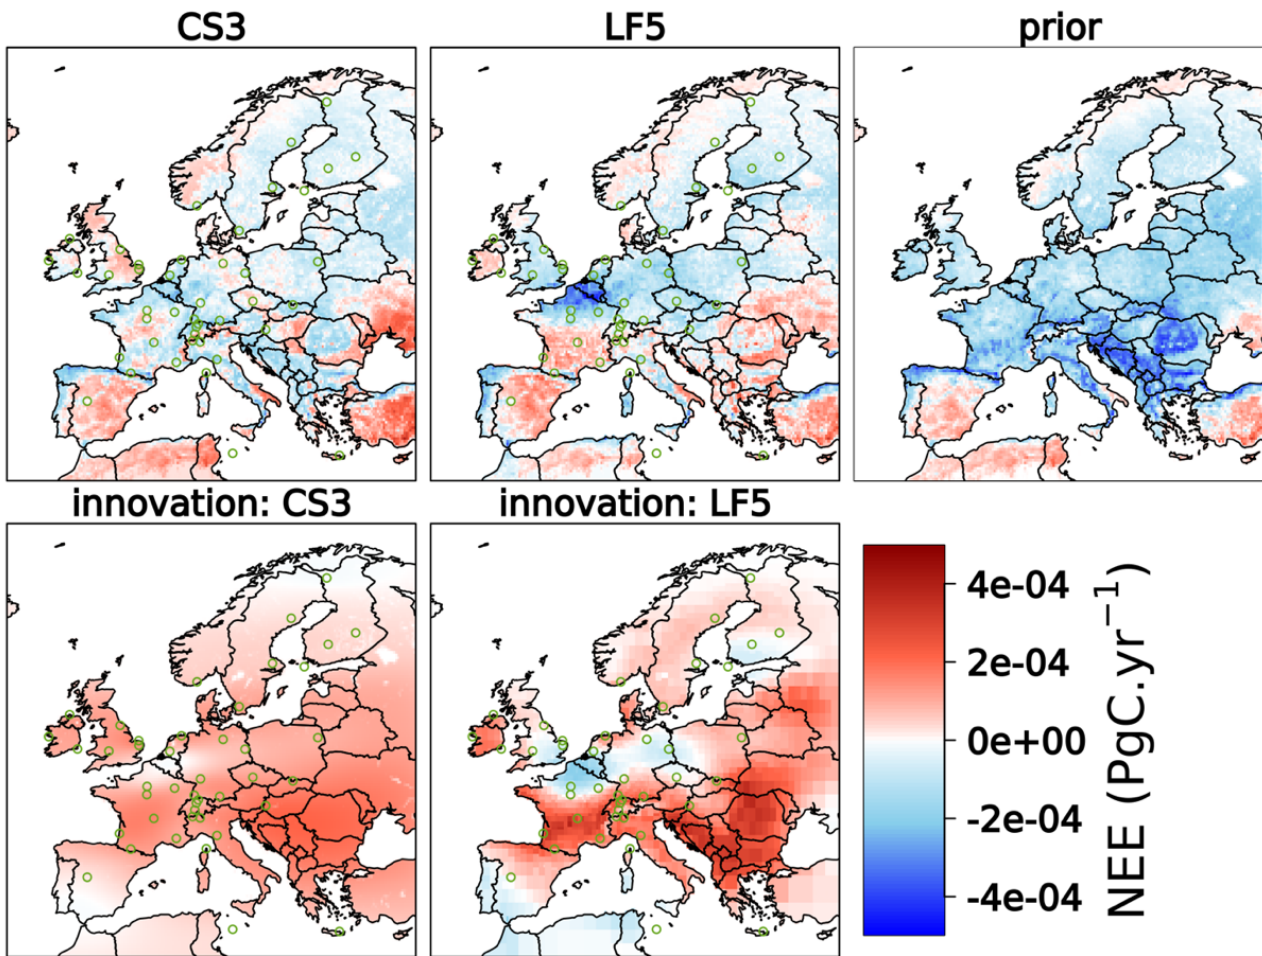 CS3
LF5
prior
innovation: CS3
innovation: LF5
4e-04
2e-04
0e+00
-2e-04
-4e-04
NEE (PgC.yr⁻¹)